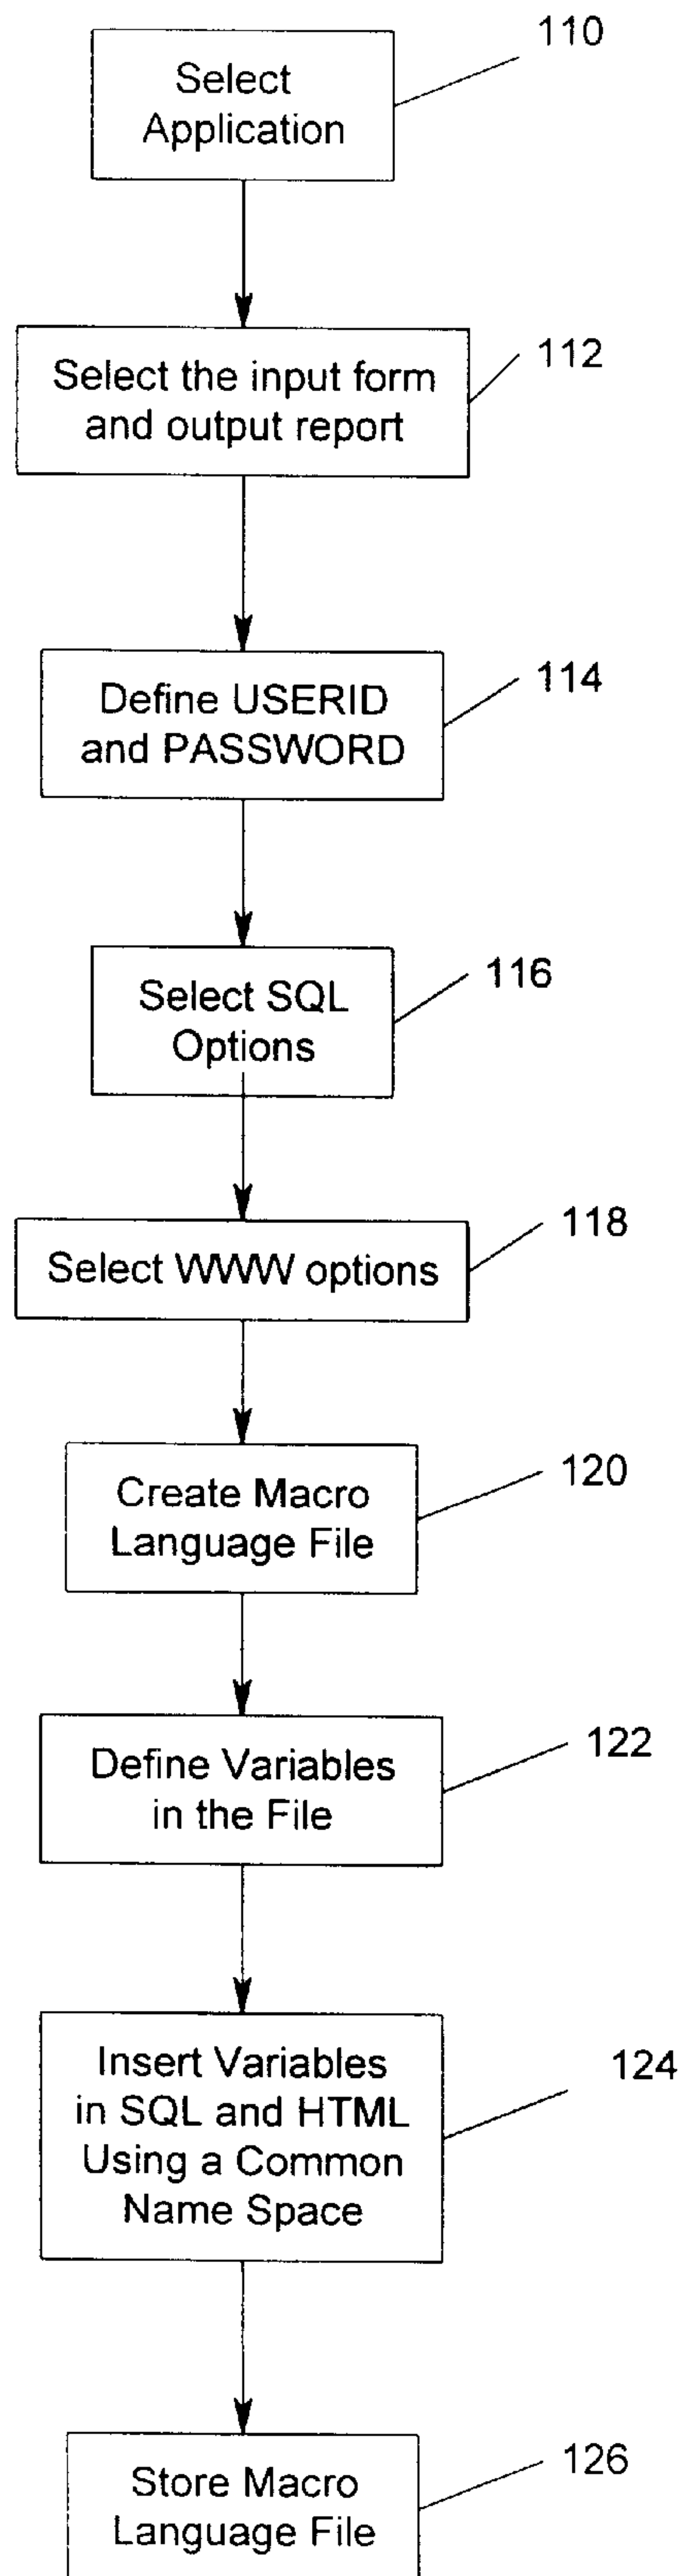 110
Select
Application
112
Select the input form
and output report
114
Define USERID
and PASSWORD
116
Select SQL
Options
118
Select WWW options
120
Create Macro
Language File
122
Define Variables
in the File
124
Insert Variables
in SQL and HTML
Using a Common
Name Space
126
Store Macro
Language File